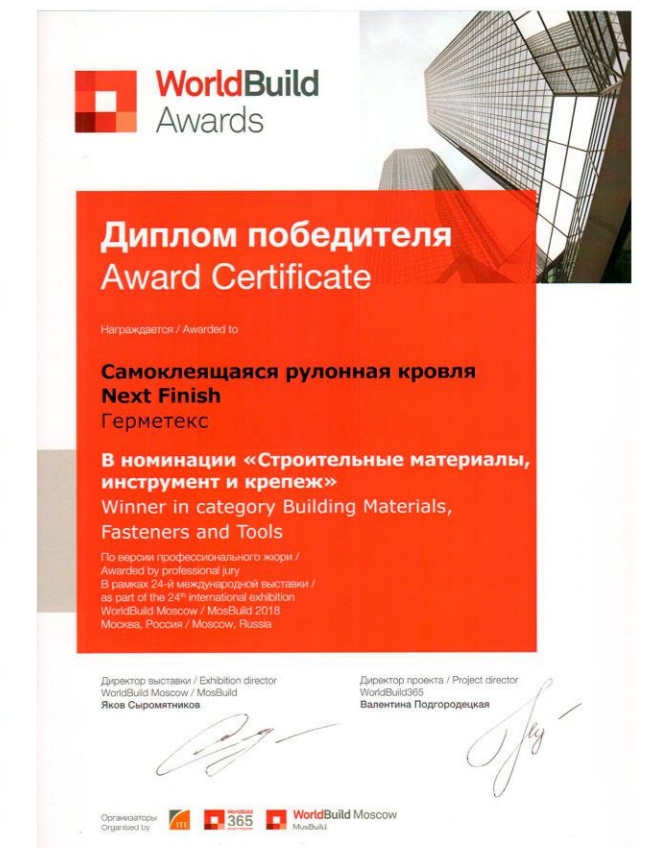 WorldBuild
Awards
Диплом победителя
Award Certificate
Награждается / Awarded to
Самоклеящаяся рулонная кровля
Next Finish
Герметекс
В номинации «Строительные материалы,
инструмент и крепеж»
Winner in category Building Materials,
Fasteners and Tools
По версии профессионального жюри /
Awarded by professional jury
В рамках 24-й международной выставки /
as part of the 24th international exhibition
WorldBuild Moscow / MosBuild 2018
Москва, Россия / Moscow, Russia
Директор выставки / Exhibition director
WorldBuild Moscow / MosBuild
Яков Сыромятников
Директор проекта / Project director
WorldBuild365
Валентина Подгородецкая
Организаторы
Organised by
ITE
WorldBuild
365
WorldBuild Moscow
MosBuild